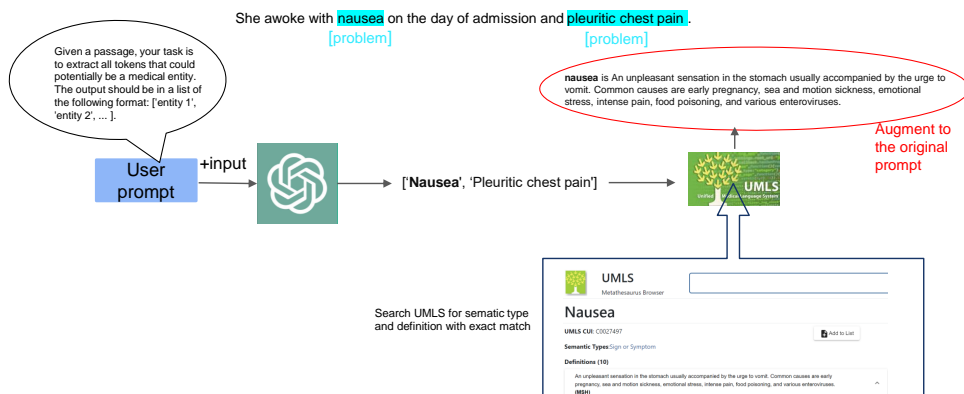 She awoke with nausea on the day of admission and pleuritic chest pain .
[problem]
[problem]
Given a passage, your task is
to extract all tokens that could
potentially be a medical entity.
The output should be in a list of
the following format: ['entity 1',
'entity 2', ... ].
nausea is An unpleasant sensation in the stomach usually accompanied by the urge to
vomit. Common causes are early pregnancy, sea and motion sickness, emotional
stress, intense pain, food poisoning, and various enteroviruses.
Augment to
the original
prompt
User
prompt
+input
['Nausea', 'Pleuritic chest pain']
UMLS
Unified Medical Language System
Search UMLS for sematic type
and definition with exact match
UMLS
Metathesaurus Browser
Nausea
UMLS CUI: C0027497
Add to List
Semantic Types:Sign or Symptom
Definitions (10)
An unpleasant sensation in the stomach usually accompanied by the urge to vomit. Common causes are early
pregnancy, sea and motion sickness, emotional stress, intense pain, food poisoning, and various enteroviruses.
(MSH)